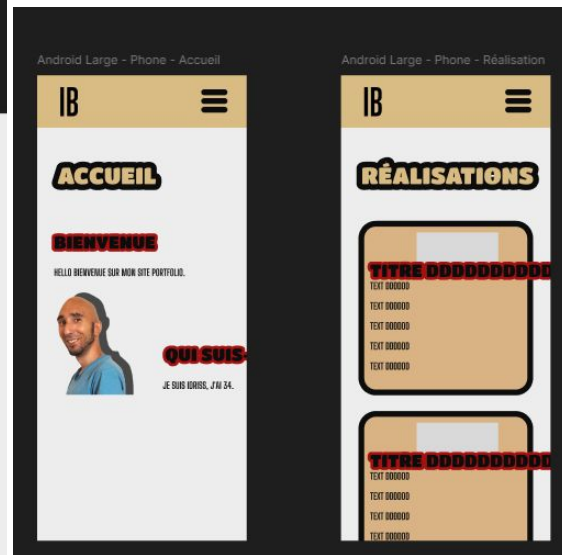 Android Large - Phone - Accueil
IB
ACCUEIL
BIENVENUE
HELLO BIENVENUE SUR MON SITE PORTFOLIO.
QUI SUIS-
JE SUIS IDRISS, J'AI 34.
Android Large - Phone - Réalisation
IB
RÉALISATIONS
TITRE DDDDDDDDDD
TEXT DDDDDD
TEXT DDDDDD
TEXT DDDDDD
TEXT DDDDDD
TEXT DDDDDD
TITRE DDDDDDDDDD
TEXT DDDDDD
TEXT DDDDDD
TEXT DDDDDD
TEXT DDDDDD